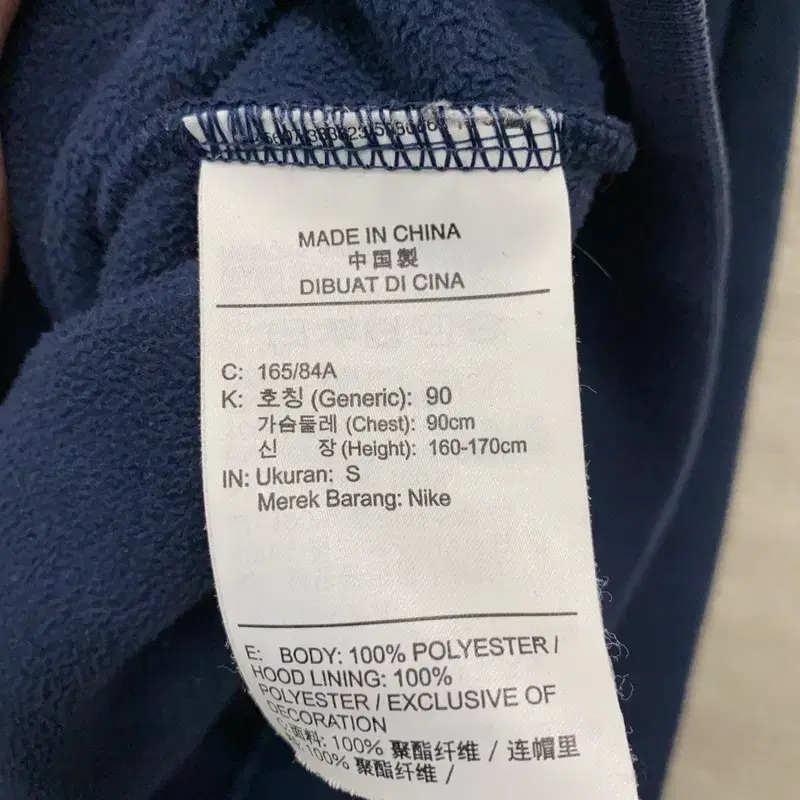 MADE IN CHINA
中国製
DIBUAT DI CINA
C: 165/84A
K: 호칭 (Generic): 90
가슴둘레 (Chest): 90cm
신 장 (Height): 160-170cm
IN: Ukuran: S
Merek Barang: Nike
E: BODY: 100% POLYESTER /
HOOD LINING: 100%
POLYESTER / EXCLUSIVE OF
DECORATION
面料: 100% 聚酯纤维 / 连帽里
100% 聚酯纤维 /